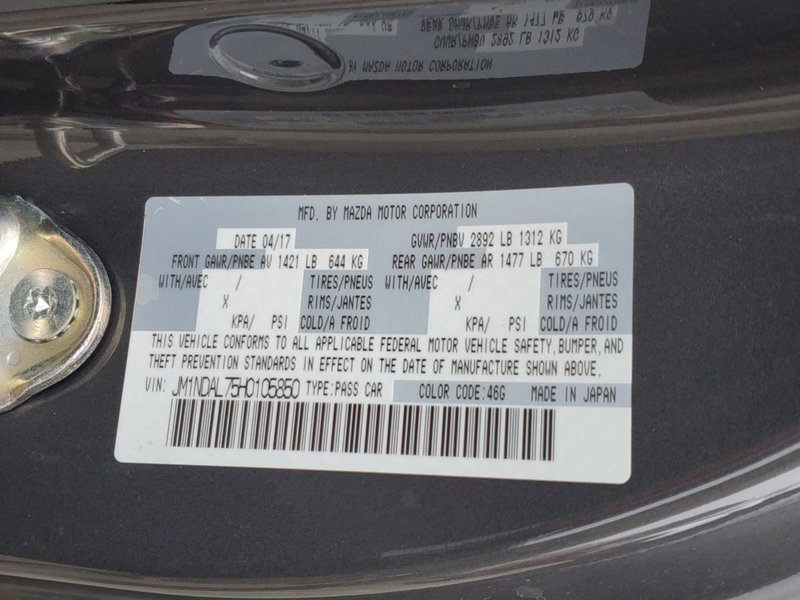 MFD. BY MAZDA MOTOR CORPORATION
DATE 04/17 GVWR/PNBV 2892 LB 1312 KG
FRONT GAWR/PNBE AV 1421 LB 644 KG REAR GAWR/PNBE AR 1477 LB 670 KG
WITH/AVEC / TIRES/PNEUS WITH/AVEC / TIRES/PNEUS
X RIMS/JANTES X RIMS/JANTES
KPA/ PSI COLD/A FROID KPA/ PSI COLD/A FROID
THIS VEHICLE CONFORMS TO ALL APPLICABLE FEDERAL MOTOR VEHICLE SAFETY, BUMPER, AND
THEFT PREVENTION STANDARDS IN EFFECT ON THE DATE OF MANUFACTURE SHOWN ABOVE.
VIN: JM1NDAL75H0105850 TYPE:PASS CAR COLOR CODE:46G MADE IN JAPAN